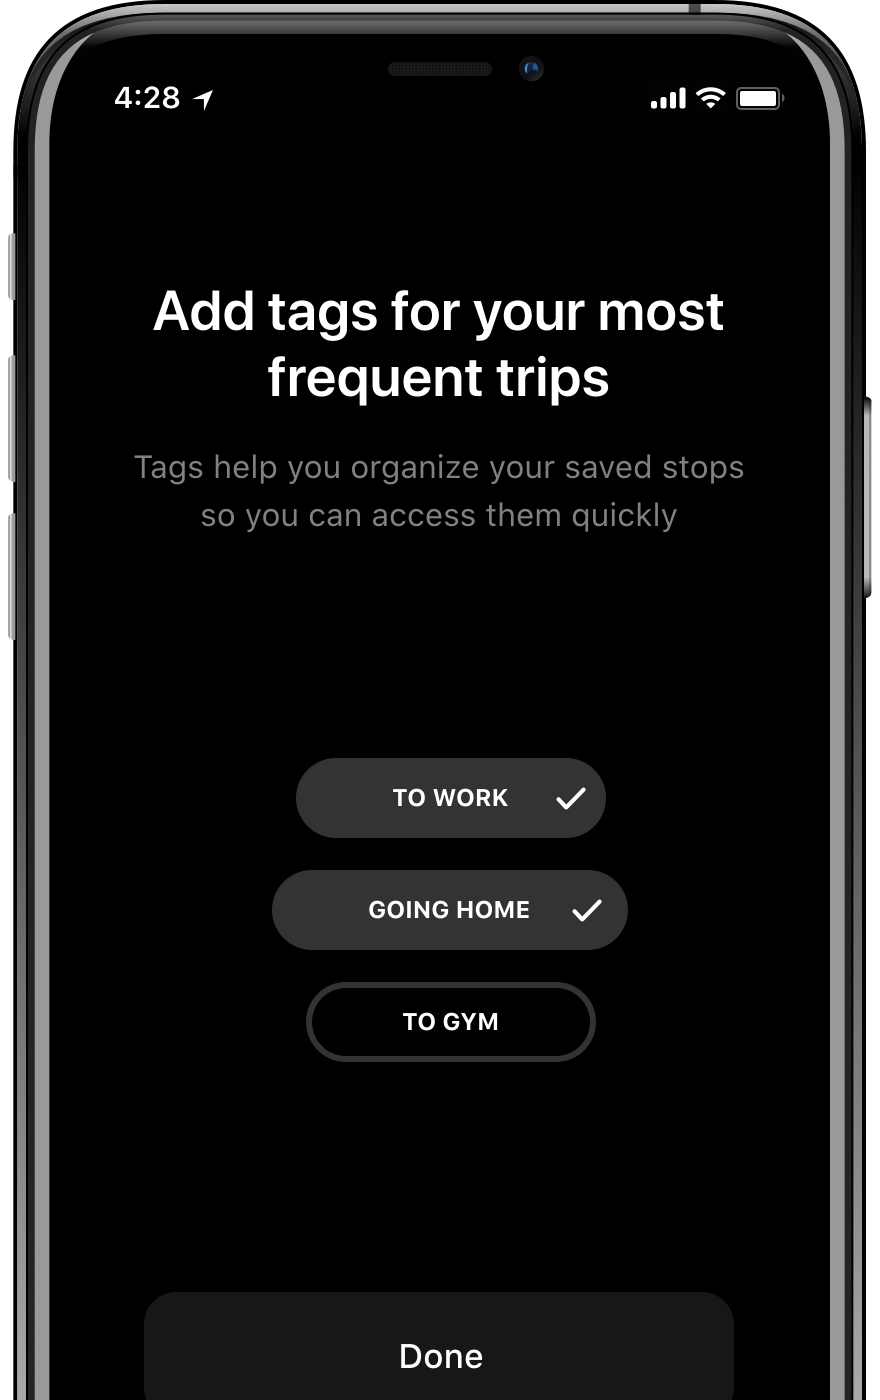 4:28
Add tags for your most
frequent trips
Tags help you organize your saved stops
so you can access them quickly
TO WORK
GOING HOME
TO GYM
Done